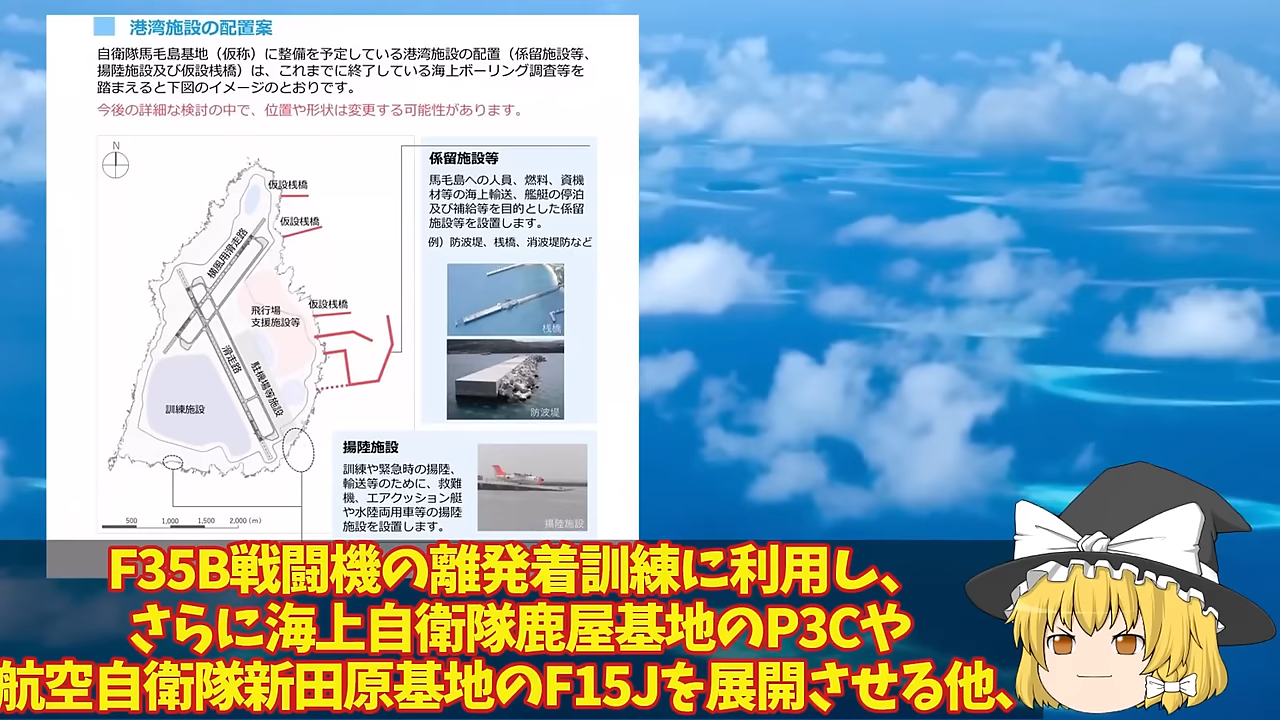 港湾施設の配置案
自衛隊馬毛島基地（仮称）に整備を予定している港湾施設の配置（係留施設等、
揚陸施設及び仮設桟橋）は、これまでに終了している海上ボーリング調査等を
踏まえると下図のイメージのとおりです。
今後の詳細な検討の中で、位置や形状は変更する可能性があります。
N
仮設桟橋
仮設桟橋
横風用滑走路
仮設桟橋
飛行場
支援施設等
滑走路
駐機場等施設
訓練施設
500 1,000 1,500 2,000 (m)
係留施設等
馬毛島への人員、燃料、資機
材等の海上輸送、艦艇の停泊
及び補給等を目的とした係留
施設等を設置します。
例）防波堤、桟橋、消波堤防など
桟橋
防波堤
揚陸施設
訓練や緊急時の揚陸、
輸送等のために、救難
機、エアクッション艇
や水陸両用車等の揚陸
施設を設置します。
揚陸施設
F35B戦闘機の離発着訓練に利用し、
さらに海上自衛隊鹿屋基地のP3Cや
航空自衛隊新田原基地のF15Jを展開させる他、